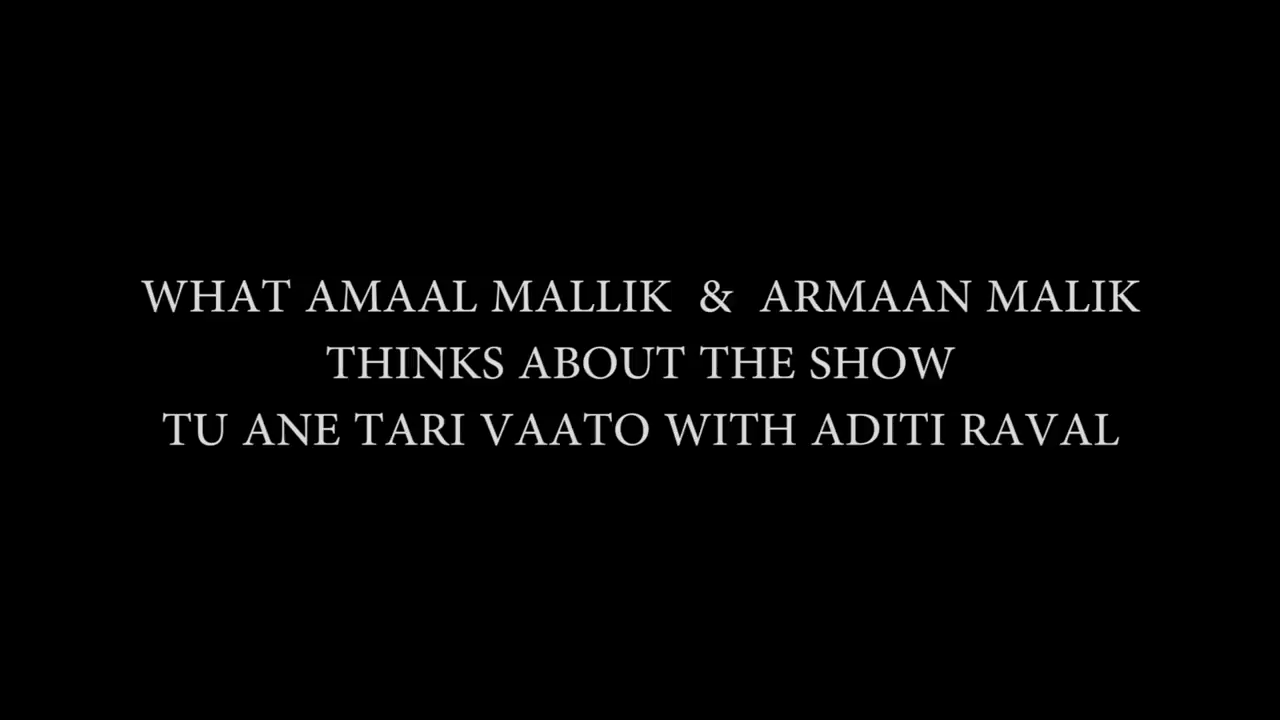 WHAT AMAAL MALLIK & ARMAAN MALIK
THINKS ABOUT THE SHOW
TU ANE TARI VAATO WITH ADITI RAVAL